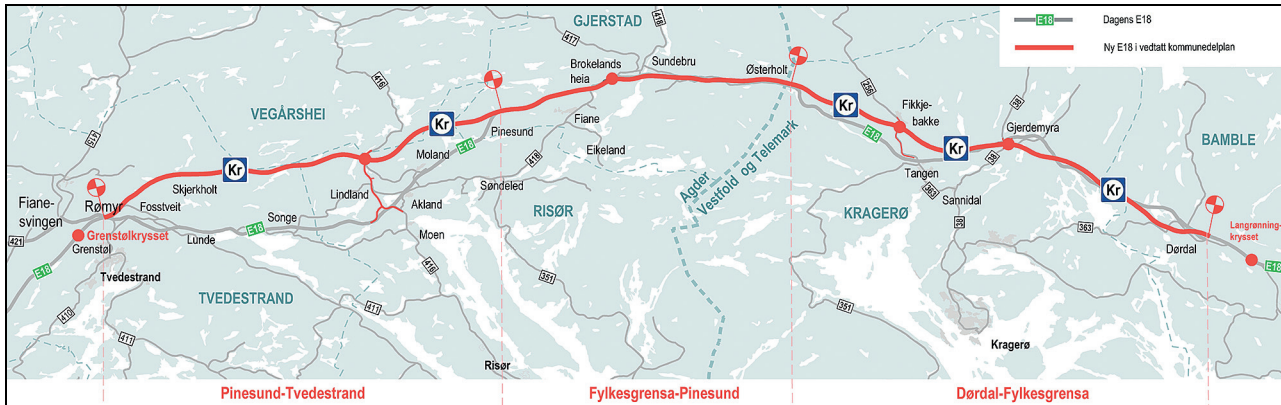 E18 Dagens E18
Ny E18 i vedtatt kommunedelplan
GJERSTAD
418
417
Brokelands
heia
Sundebru
Østerholt
416
VEGÅRSHEI
Kr
Pinesund
Fiane
Eikeland
418
E18
Moland
256
Kr
Fikkje-
bakke
E18
38
Gjerdemyra
BAMBLE
415
Kr
Skjerkholt
Lindland
Søndeled
Akland
RISØR
Agder
Vestfold og Telemark
KRAGERØ
Kr
38
Tangen
363
Sannidal
38
Kr
363
Fiane-
svingen
Rømyr
Fosstveit
Songe
E18
Lunde
Moen
421
Grenstølkrysset
Grenstøl
E18
Tvedestrand
TVEDESTRAND
416
351
351
411
410
411
Risør
Kragerø
Dørdal
Langrønning-
krysset
E18
Pinesund-Tvedestrand
Fylkesgrensa-Pinesund
Dørdal-Fylkesgrensa